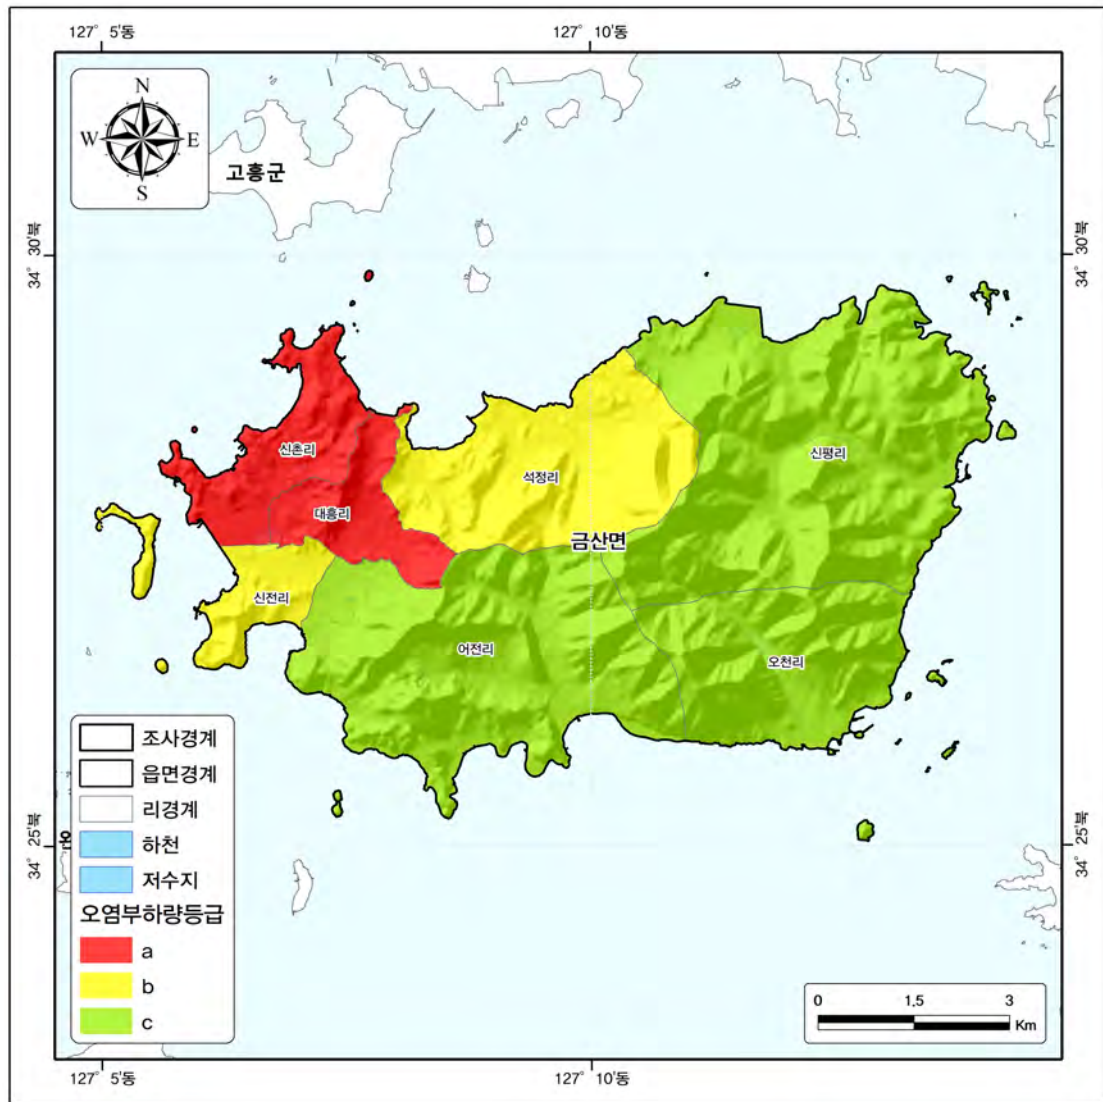 127° 5'동
127° 10'동
N
W
E
S
고흥군
34° 30'북
34° 30'북
신촌리
대흥리
석정리
신평리
금산면
신전리
어전리
오천리
조사경계
읍면경계
리경계
하천
저수지
오염부하량등급
a
b
c
34° 25'북
34° 25'북
0 1.5 3
Km
127° 5'동
127° 10'동